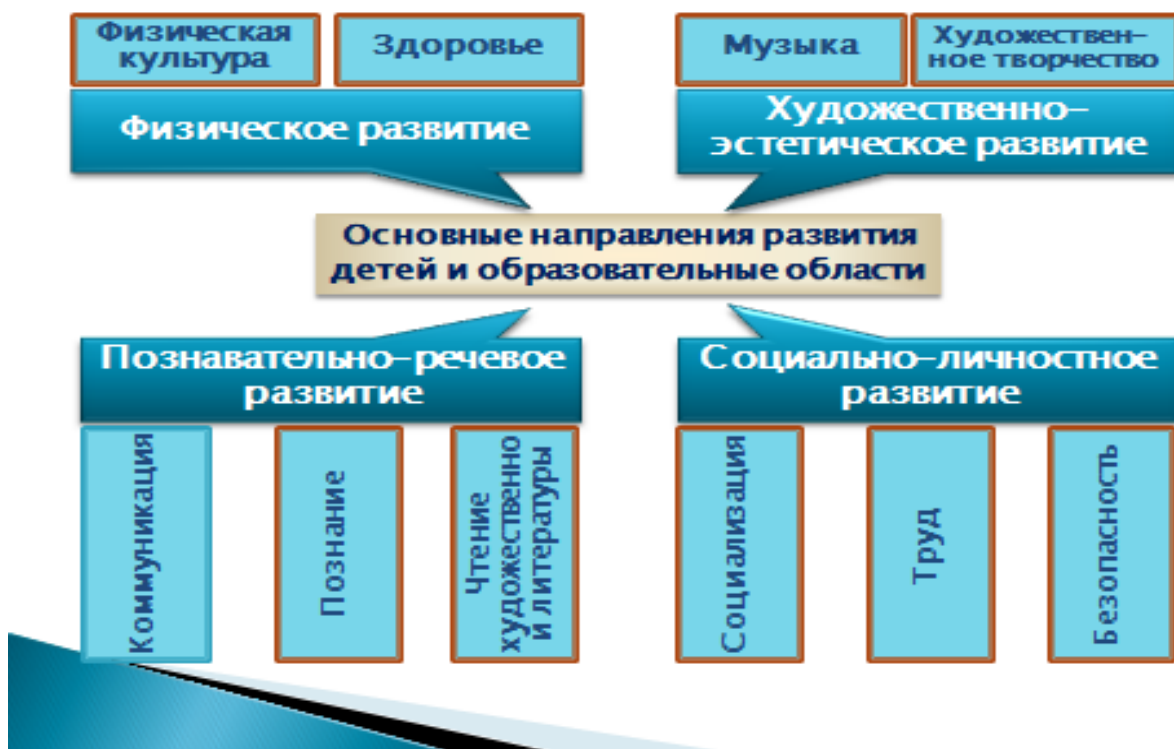 Физическая
культура
Здоровье
Музыка
Художествен–
ное творчество
Физическое развитие
Художественно–
эстетическое развитие
Основные направления развития
детей и образовательные области
Познавательно–речевое
развитие
Социально–личностное
развитие
Коммуникация
Познание
Чтение
художественно
и литературы
Социализация
Труд
Безопасность